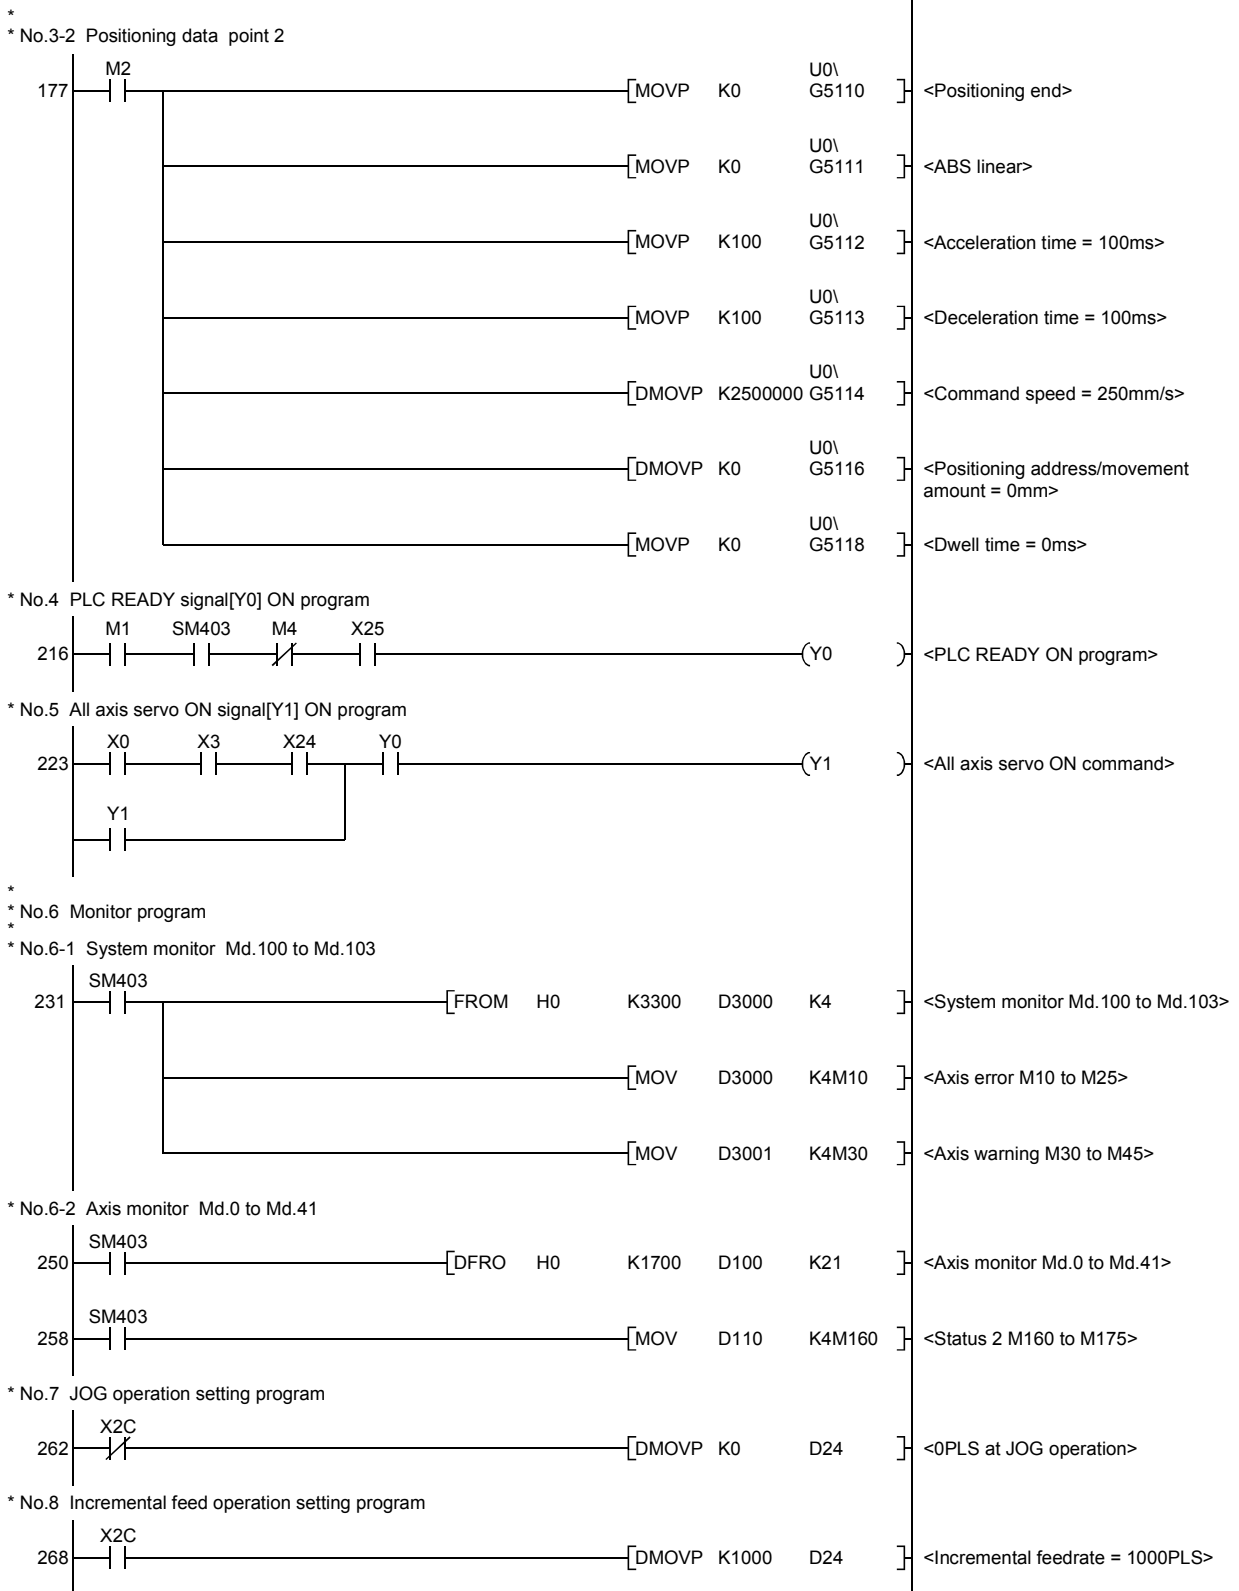 *
* No.3-2 Positioning data point 2
M2
177
MOVP K0 U0\
G5110 <Positioning end>
MOVP K0 U0\
G5111 <ABS linear>
MOVP K100 U0\
G5112 <Acceleration time = 100ms>
MOVP K100 U0\
G5113 <Deceleration time = 100ms>
DMOVP K2500000 U0\
G5114 <Command speed = 250mm/s>
DMOVP K0 U0\
G5116 <Positioning address/movement
amount = 0mm>
MOVP K0 U0\
G5118 <Dwell time = 0ms>
* No.4 PLC READY signal[Y0] ON program
M1 SM403 M4 X25
216 Y0 <PLC READY ON program>
* No.5 All axis servo ON signal[Y1] ON program
X0 X3 X24 Y0
223 Y1 <All axis servo ON command>
Y1
*
* No.6 Monitor program
*
* No.6-1 System monitor Md.100 to Md.103
SM403
231 FROM H0 K3300 D3000 K4 <System monitor Md.100 to Md.103>
MOV D3000 K4M10 <Axis error M10 to M25>
MOV D3001 K4M30 <Axis warning M30 to M45>
* No.6-2 Axis monitor Md.0 to Md.41
SM403
250 DFRO H0 K1700 D100 K21 <Axis monitor Md.0 to Md.41>
SM403
258 MOV D110 K4M160 <Status 2 M160 to M175>
* No.7 JOG operation setting program
X2C
262 DMOVP K0 D24 <0PLS at JOG operation>
* No.8 Incremental feed operation setting program
X2C
268 DMOVP K1000 D24 <Incremental feedrate = 1000PLS>